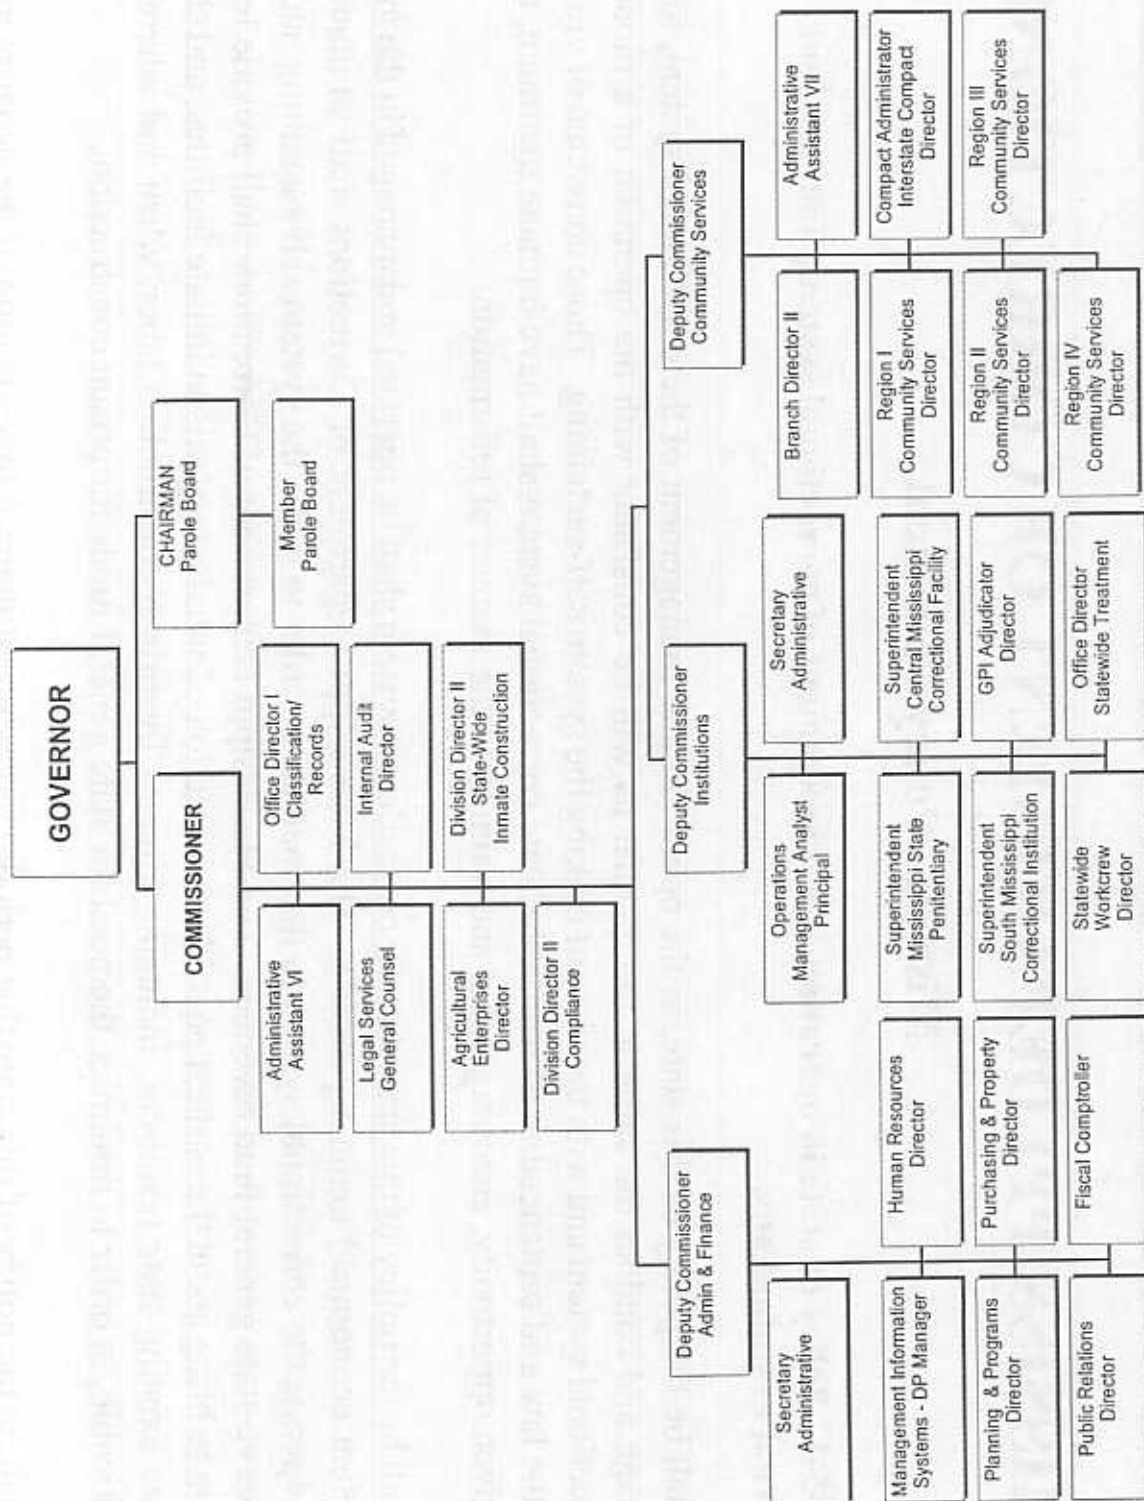 GOVERNOR
COMMISSIONER
CHAIRMAN
Parole Board
Member
Parole Board
Administrative
Assistant VI
Office Director I
Classification/
Records
Legal Services
General Counsel
Internal Audit
Director
Agricultural
Enterprises
Director
Division Director II
State-Wide
Inmate Construction
Division Director II
Compliance
Deputy Commissioner
Admin & Finance
Secretary
Administrative
Management Information
Systems - DP Manager
Human Resources
Director
Planning & Programs
Director
Purchasing & Property
Director
Public Relations
Director
Fiscal Comptroller
Deputy Commissioner
Institutions
Operations
Management Analyst
Principal
Secretary
Administrative
Superintendent
Mississippi State
Penitentiary
Superintendent
Central Mississippi
Correctional Facility
Superintendent
South Mississippi
Correctional Institution
GPI Adjudicator
Director
Statewide
Workcrew
Director
Office Director
Statewide Treatment
Deputy Commissioner
Community Services
Branch Director II
Administrative
Assistant VII
Region I
Community Services
Director
Compact Administrator
Interstate Compact
Director
Region II
Community Services
Director
Region III
Community Services
Director
Region IV
Community Services
Director